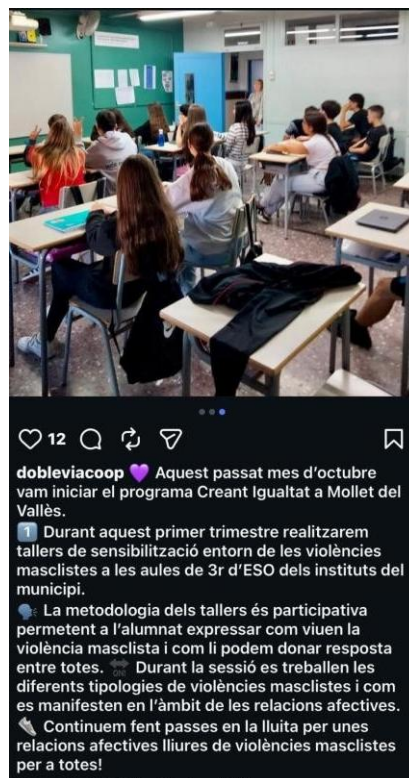 12
dobleviacoop 💜 Aquest passat mes d'octubre
vam iniciar el programa Creant Igualtat a Mollet del
Vallès.
1️⃣ Durant aquest primer trimestre realitzarem
tallers de sensibilització entorn de les violències
masclistes a les aules de 3r d'ESO dels instituts del
municipi.
🗣️ La metodologia dels tallers és participativa
permetent a l'alumnat expressar com viuen la
violència masclista i com li podem donar resposta
entre totes. 🔛 Durant la sessió es treballen les
diferents tipologies de violències masclistes i com
es manifesten en l'àmbit de les relacions afectives.
👟 Continuem fent passes en la lluita per unes
relacions afectives lliures de violències masclistes
per a totes!